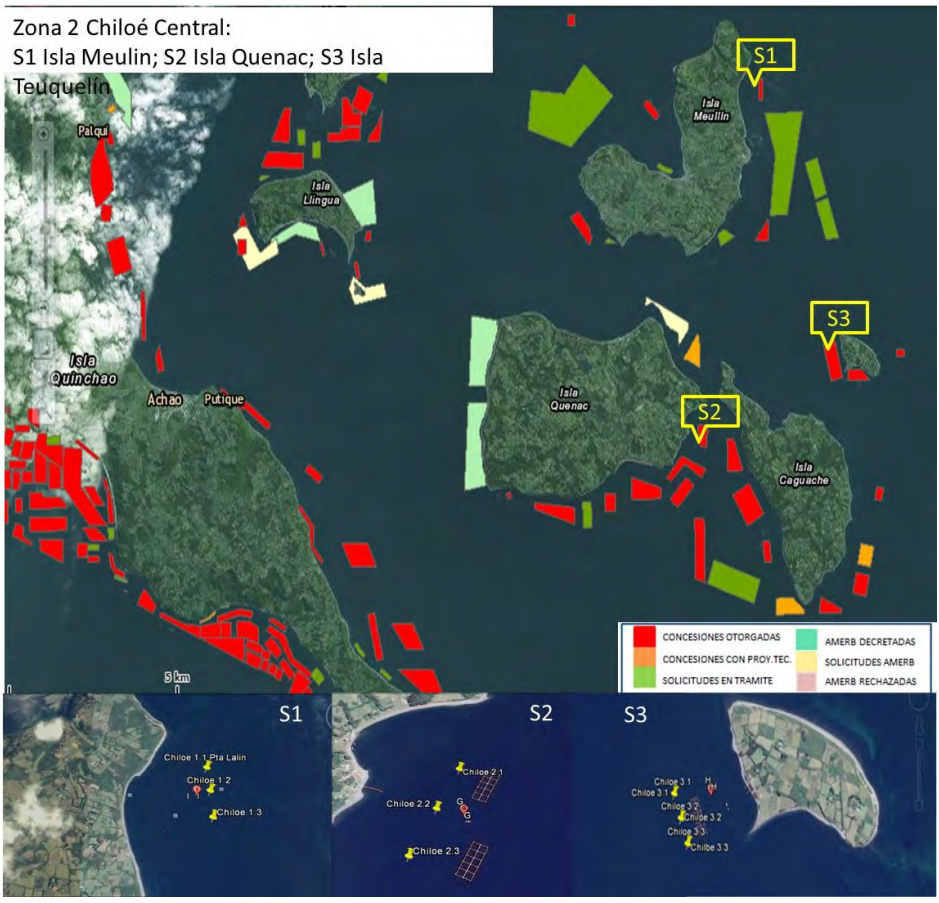 Zona 2 Chiloé Central:
S1 Isla Meulin; S2 Isla Quenac; S3 Isla
Teuquelín
S1
Isla
Meullin
Palqui
Isla
Llingua
S3
Isla
Quinchao
Achao
Putique
Isla
Quenac
S2
Isla
Caguache
5 km
CONCESIONES OTORGADAS
CONCESIONES CON PROY.TEC.
SOLICITUDES EN TRAMITE
AMERB DECRETADAS
SOLICITUDES AMERB
AMERB RECHAZADAS
S1
Chiloe 1.1 Pta Lalin
Chiloe 1.2
I I
Chiloe 1.3
S2
Chiloe 2.1
Chiloe 2.2
G
G
Chiloe 2.3
S3
Chiloe 3.1
Chiloe 3.1
H
H
Chiloe 3.2
Chiloe 3.2
Chiloe 3.3
Chiloe 3.3